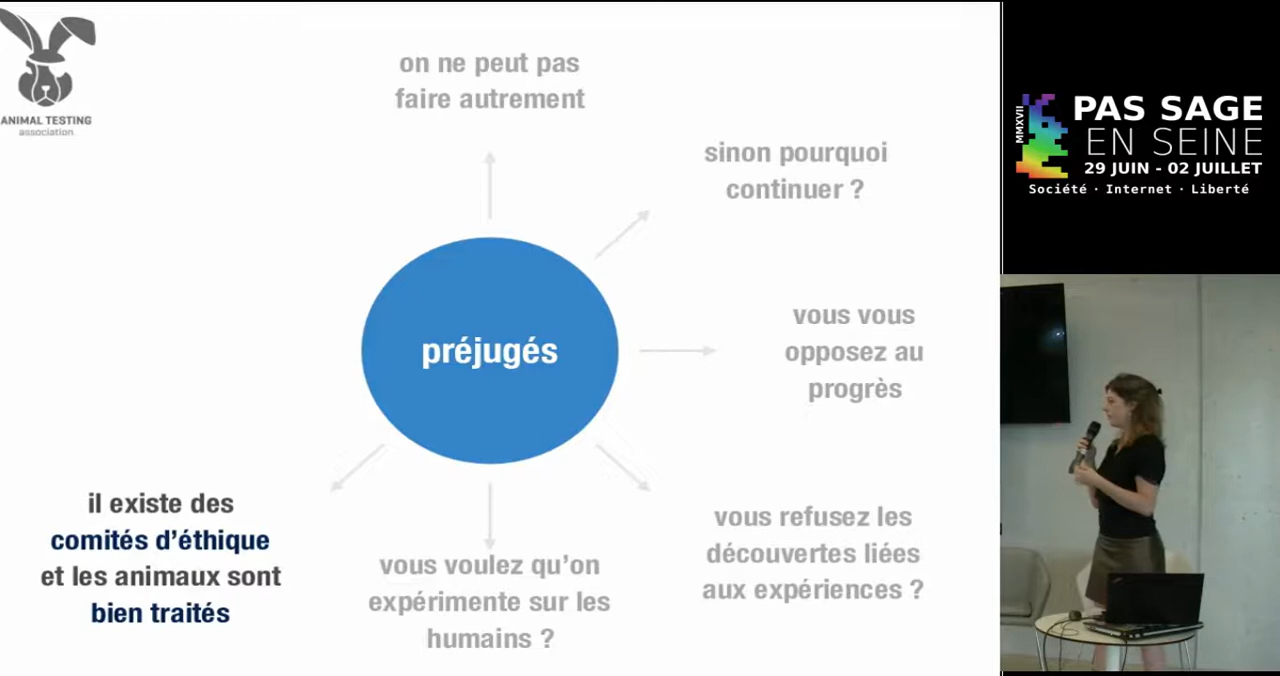 ANIMAL TESTING
association
on ne peut pas
faire autrement
sinon pourquoi
continuer ?
vous vous
opposez au
progrès
préjugés
vous refusez les
découvertes liées
aux expériences ?
vous voulez qu’on
expérimente sur les
humains ?
il existe des
comités d’éthique
et les animaux sont
bien traités
MMXVII
PAS SAGE
EN SEINE
29 JUIN - 02 JUILLET
Société · Internet · Liberté